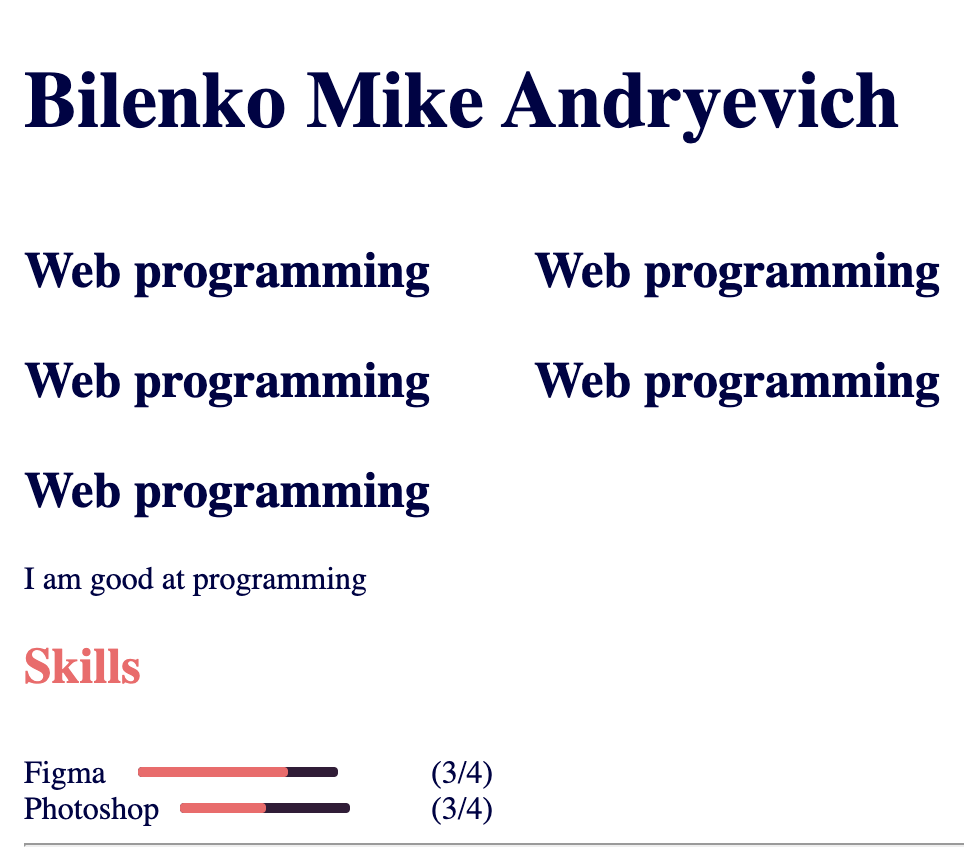 Bilenko Mike Andryevich
Web programming Web programming
Web programming Web programming
Web programming
I am good at programming
Skills
Figma (3/4)
Photoshop (3/4)